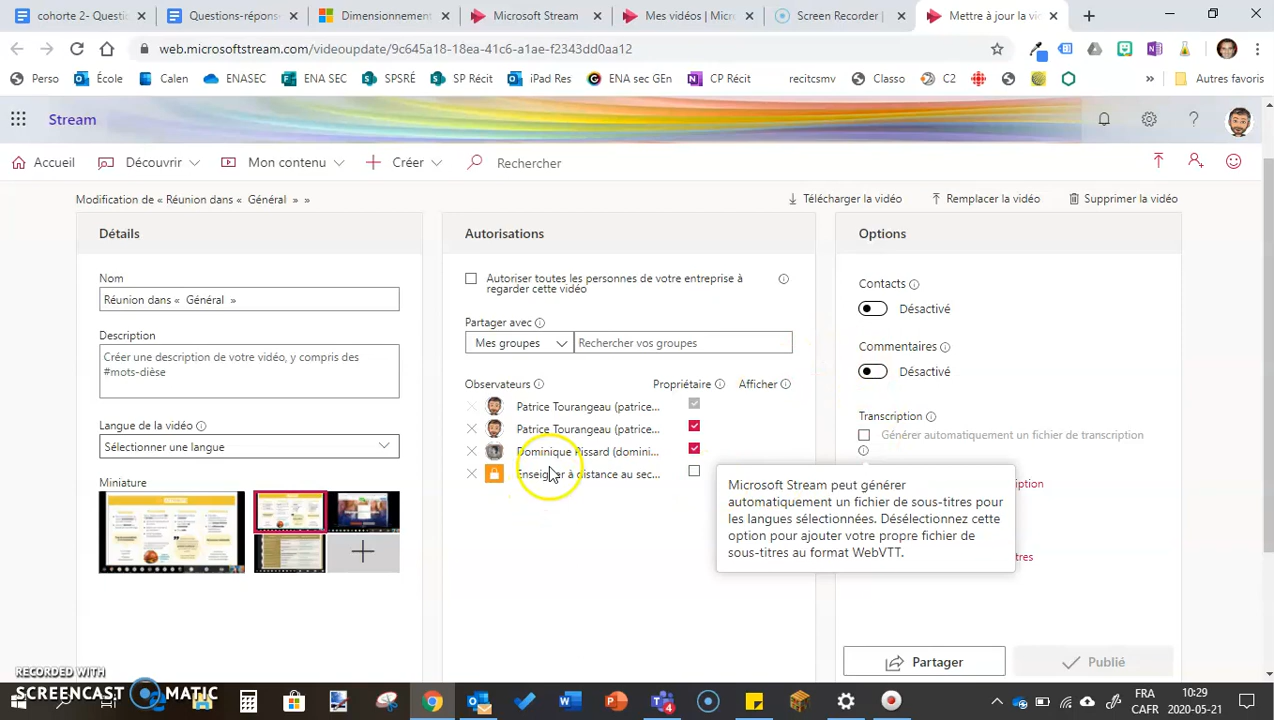 cohorte 2- Question
Questions-réponse
Dimensionnement
Microsoft Stream
Mes vidéos | Micr
Screen Recorder |
Mettre à jour la vi
web.microsoftstream.com/videoupdate/9c645a18-18ea-41c6-a1ae-f2343dd0aa12
Perso
École
Calen
ENASEC
ENA SEC
SPSRÉ
SP Récit
iPad Res
ENA sec GEn
CP Récit
recitcsmv
Classo
C2
Autres favoris
Stream
Accueil
Découvrir
Mon contenu
Créer
Rechercher
Modification de « Réunion dans « Général » »
Télécharger la vidéo
Remplacer la vidéo
Supprimer la vidéo
Détails
Nom
Réunion dans « Général »
Description
Créer une description de votre vidéo, y compris des
#mots-dièse
Langue de la vidéo
Sélectionner une langue
Miniature
Autorisations
Autoriser toutes les personnes de votre entreprise à
regarder cette vidéo
Partager avec
Mes groupes
Rechercher vos groupes
Observateurs
Propriétaire
Afficher
Patrice Tourangeau (patrice...
Patrice Tourangeau (patrice...
Dominique Pissard (domini...
Enseigner à distance au sec...
Options
Contacts
Désactivé
Commentaires
Désactivé
Transcription
Générer automatiquement un fichier de transcription
Microsoft Stream peut générer
automatiquement un fichier de sous-titres pour
les langues sélectionnées. Désélectionnez cette
option pour ajouter votre propre fichier de
sous-titres au format WebVTT.
ription
tres
Partager
Publié
RECORDED WITH
SCREENCAST MATIC
FRA
CAFR
10:29
2020-05-21